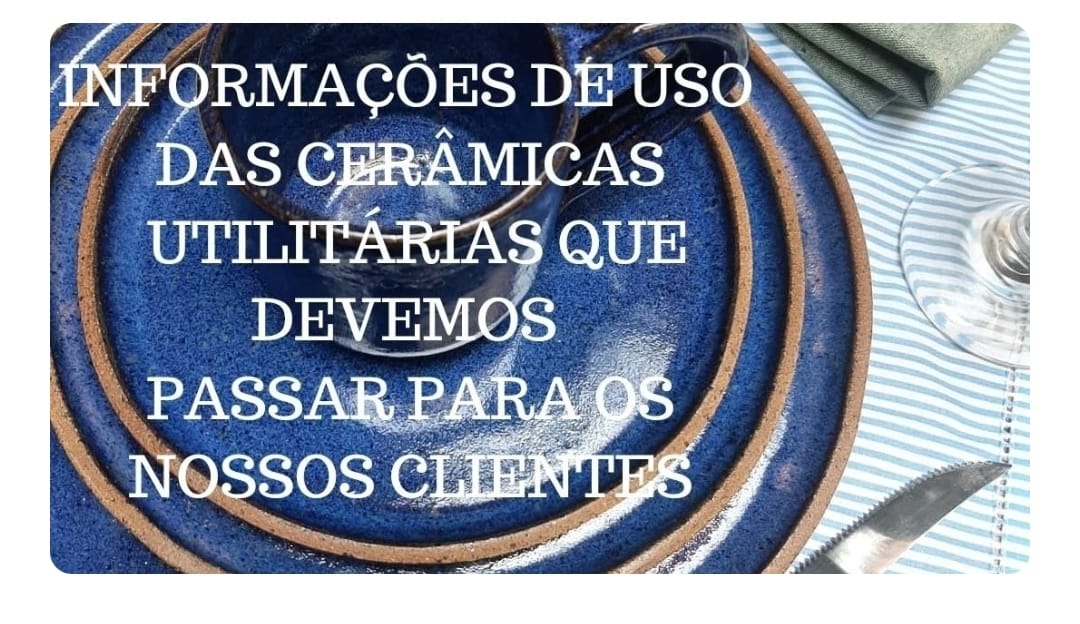 INFORMAÇÕES DE USO
DAS CERÂMICAS
UTILITÁRIAS QUE
DEVEMOS
PASSAR PARA OS
NOSSOS CLIENTES